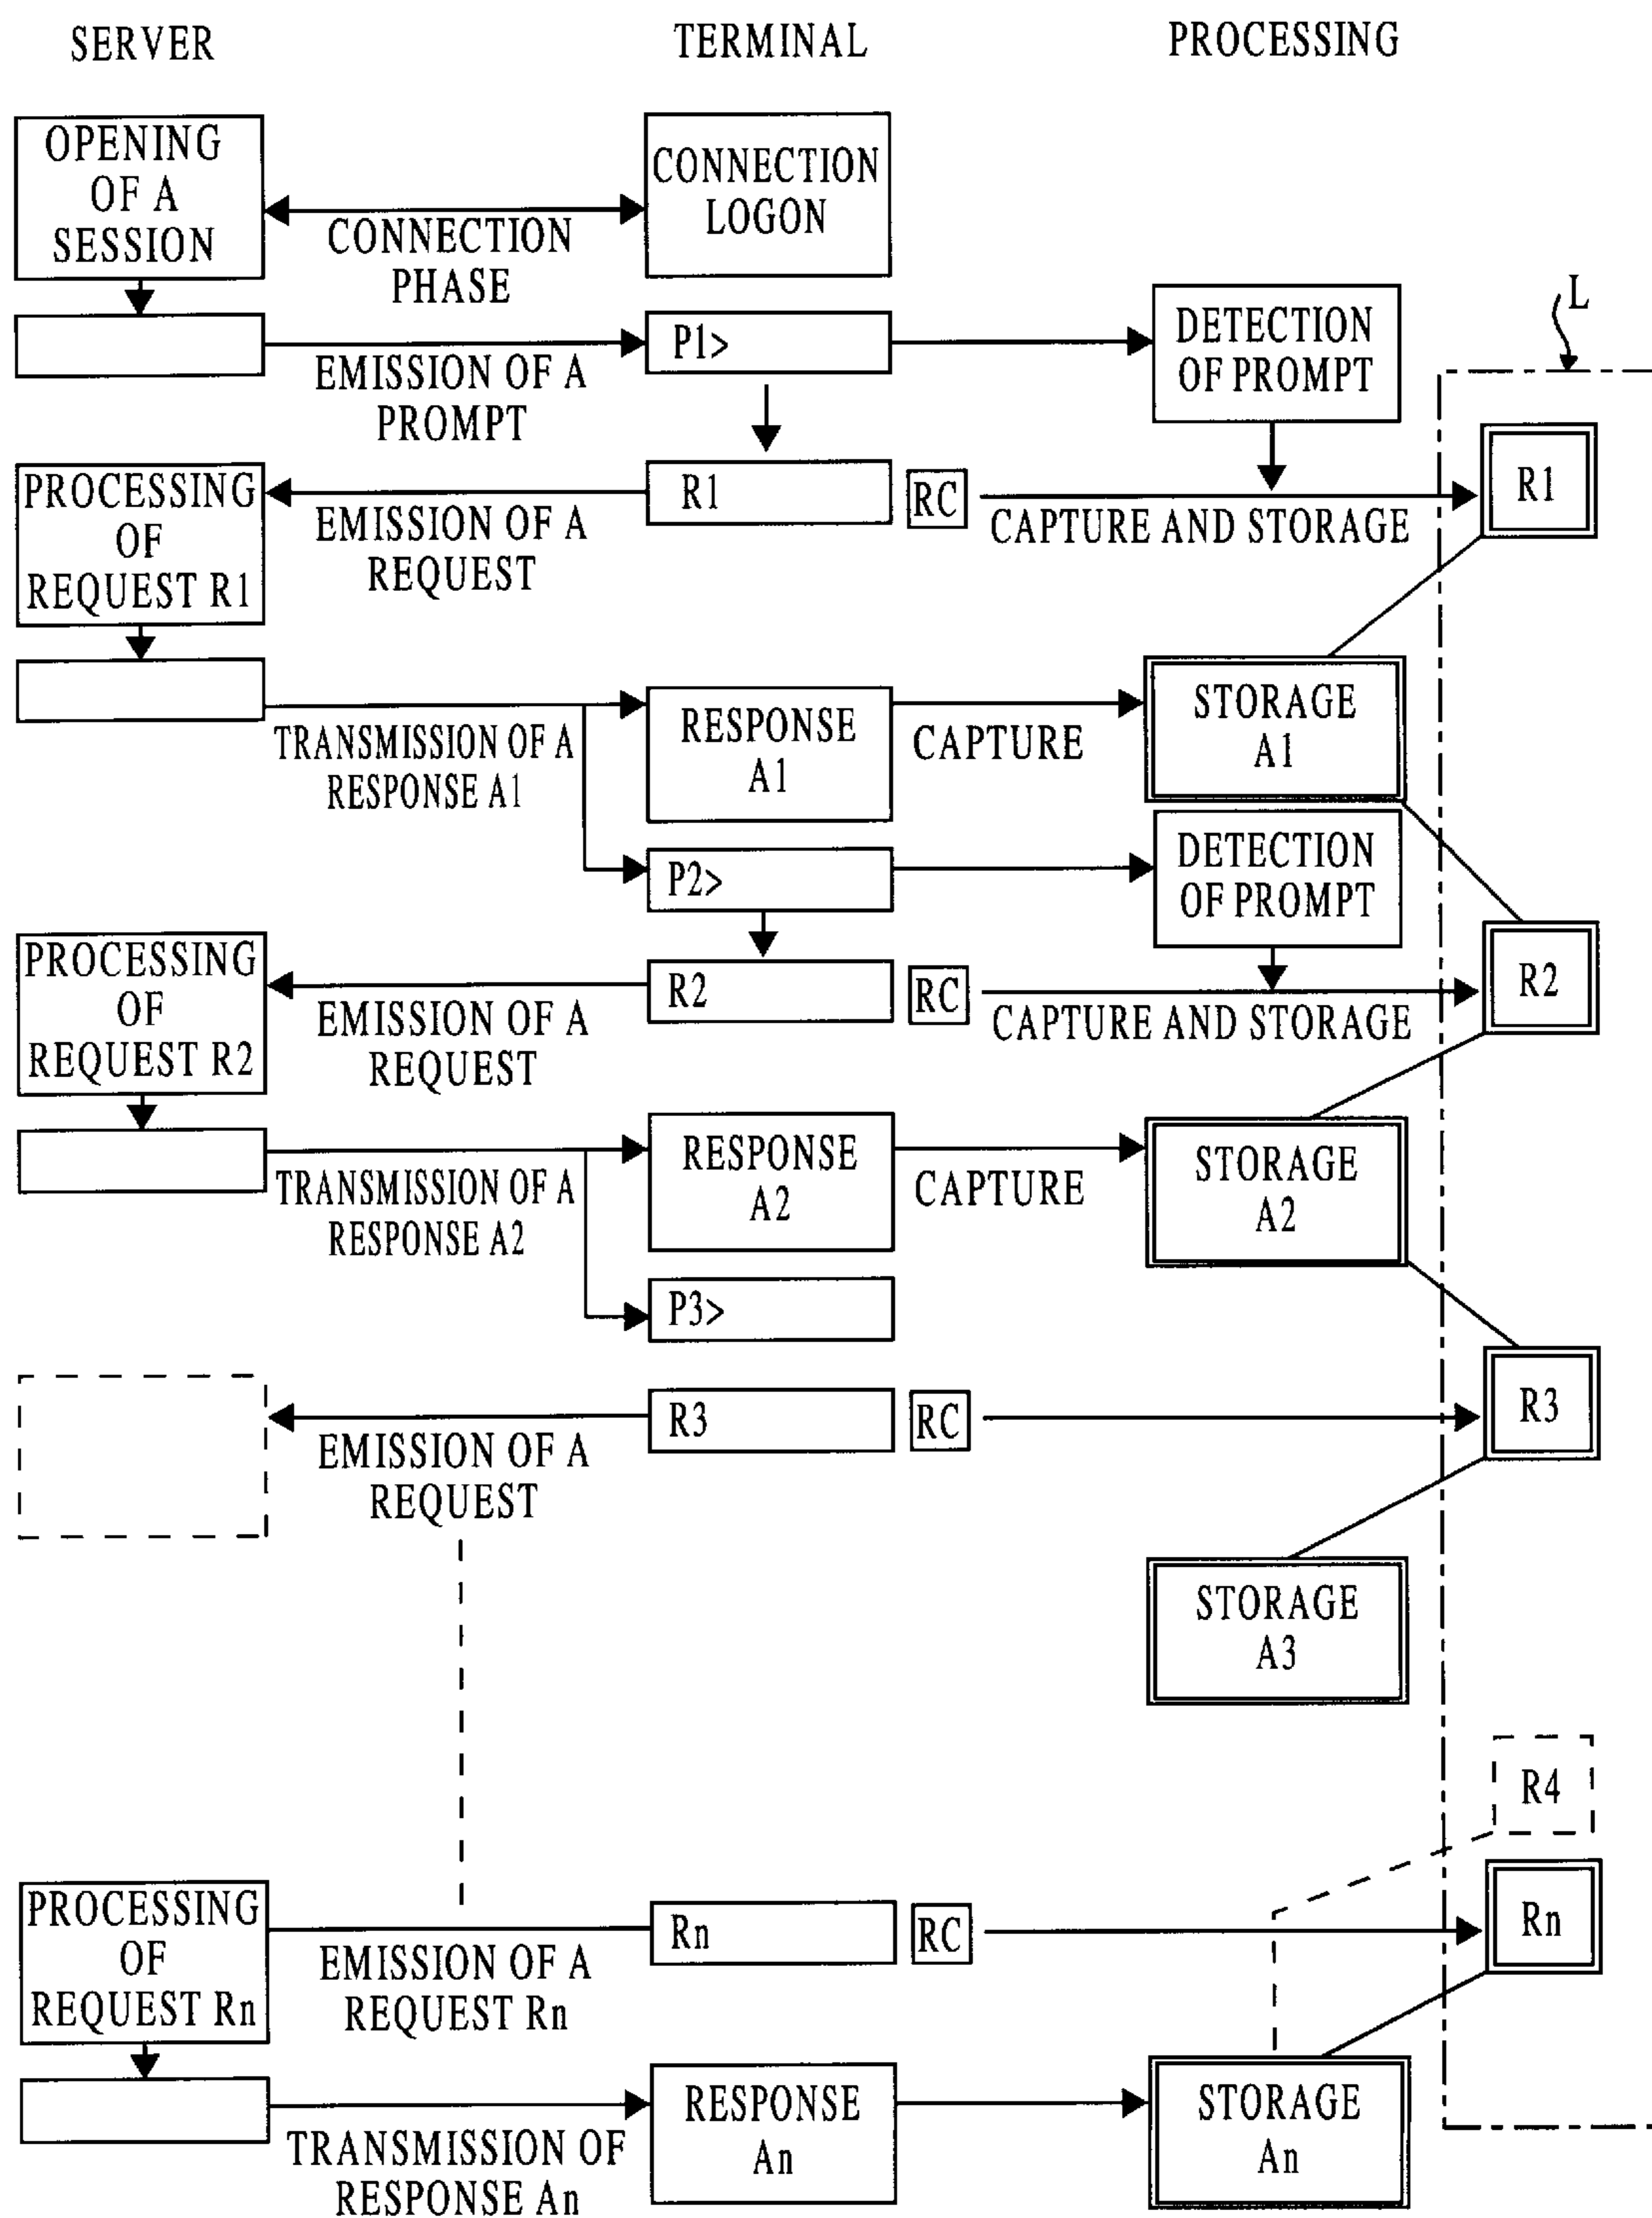 SERVER
TERMINAL
PROCESSING
OPENING
OF A
SESSION
CONNECTION
PHASE
CONNECTION
LOGON
L
EMISSION OF A
PROMPT
P1>
DETECTION
OF PROMPT
PROCESSING
OF
REQUEST R1
EMISSION OF A
REQUEST
R1
RC
CAPTURE AND STORAGE
R1
TRANSMISSION OF A
RESPONSE A1
RESPONSE
A1
CAPTURE
STORAGE
A1
P2>
DETECTION
OF PROMPT
PROCESSING
OF
REQUEST R2
EMISSION OF A
REQUEST
R2
RC
CAPTURE AND STORAGE
R2
TRANSMISSION OF A
RESPONSE A2
RESPONSE
A2
CAPTURE
STORAGE
A2
P3>
EMISSION OF A
REQUEST
R3
RC
R3
STORAGE
A3
R4
PROCESSING
OF
REQUEST Rn
EMISSION OF A
REQUEST Rn
Rn
RC
Rn
TRANSMISSION OF
RESPONSE An
RESPONSE
An
STORAGE
An